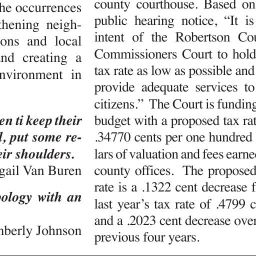 he occurrences
thening neigh-
ons and local
nd creating a
nvironment in
en ti keep their
l, put some re-
eir shoulders.
gail Van Buren
ology with an
mberly Johnson
county courthouse. Based on
public hearing notice, “It is
intent of the Robertson Cou
Commissioners Court to hold
tax rate as low as possible and
provide adequate services to
citizens.” The Court is funding
budget with a proposed tax rat
.34770 cents per one hundred
lars of valuation and fees earne
county offices. The proposed
rate is a .1322 cent decrease f
last year’s tax rate of .4799 c
and a .2023 cent decrease over
previous four years.